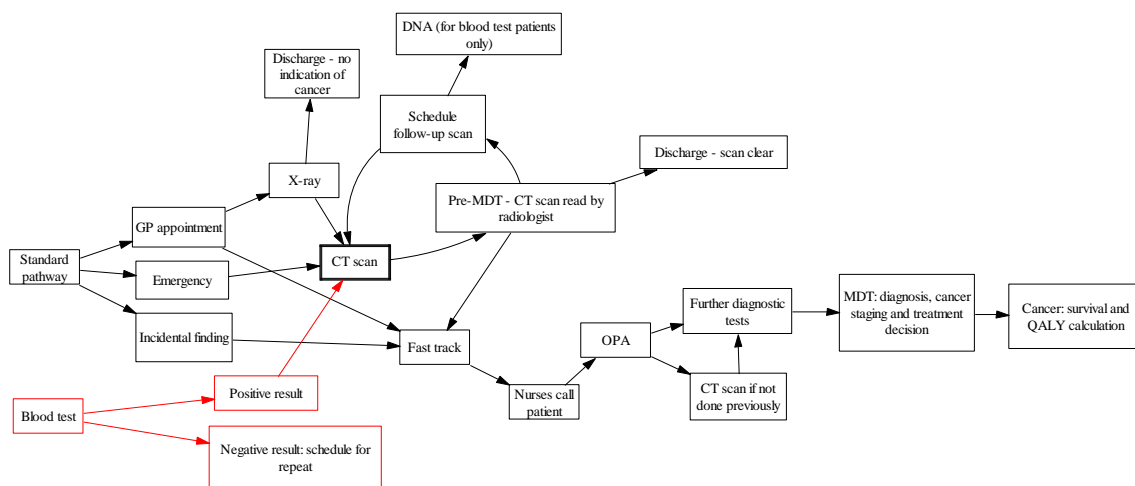 DNA (for blood test patients
only)
Discharge - no
indication of
cancer
Schedule
follow-up scan
Discharge - scan clear
X-ray
Pre-MDT - CT scan read by
radiologist
GP appointment
Standard
pathway
Emergency
CT scan
Incidental finding
Fast track
OPA
Further diagnostic
tests
MDT: diagnosis, cancer
staging and treatment
decision
Cancer: survival and
QALY calculation
Nurses call
patient
CT scan if not
done previously
Positive result
Blood test
Negative result: schedule for
repeat